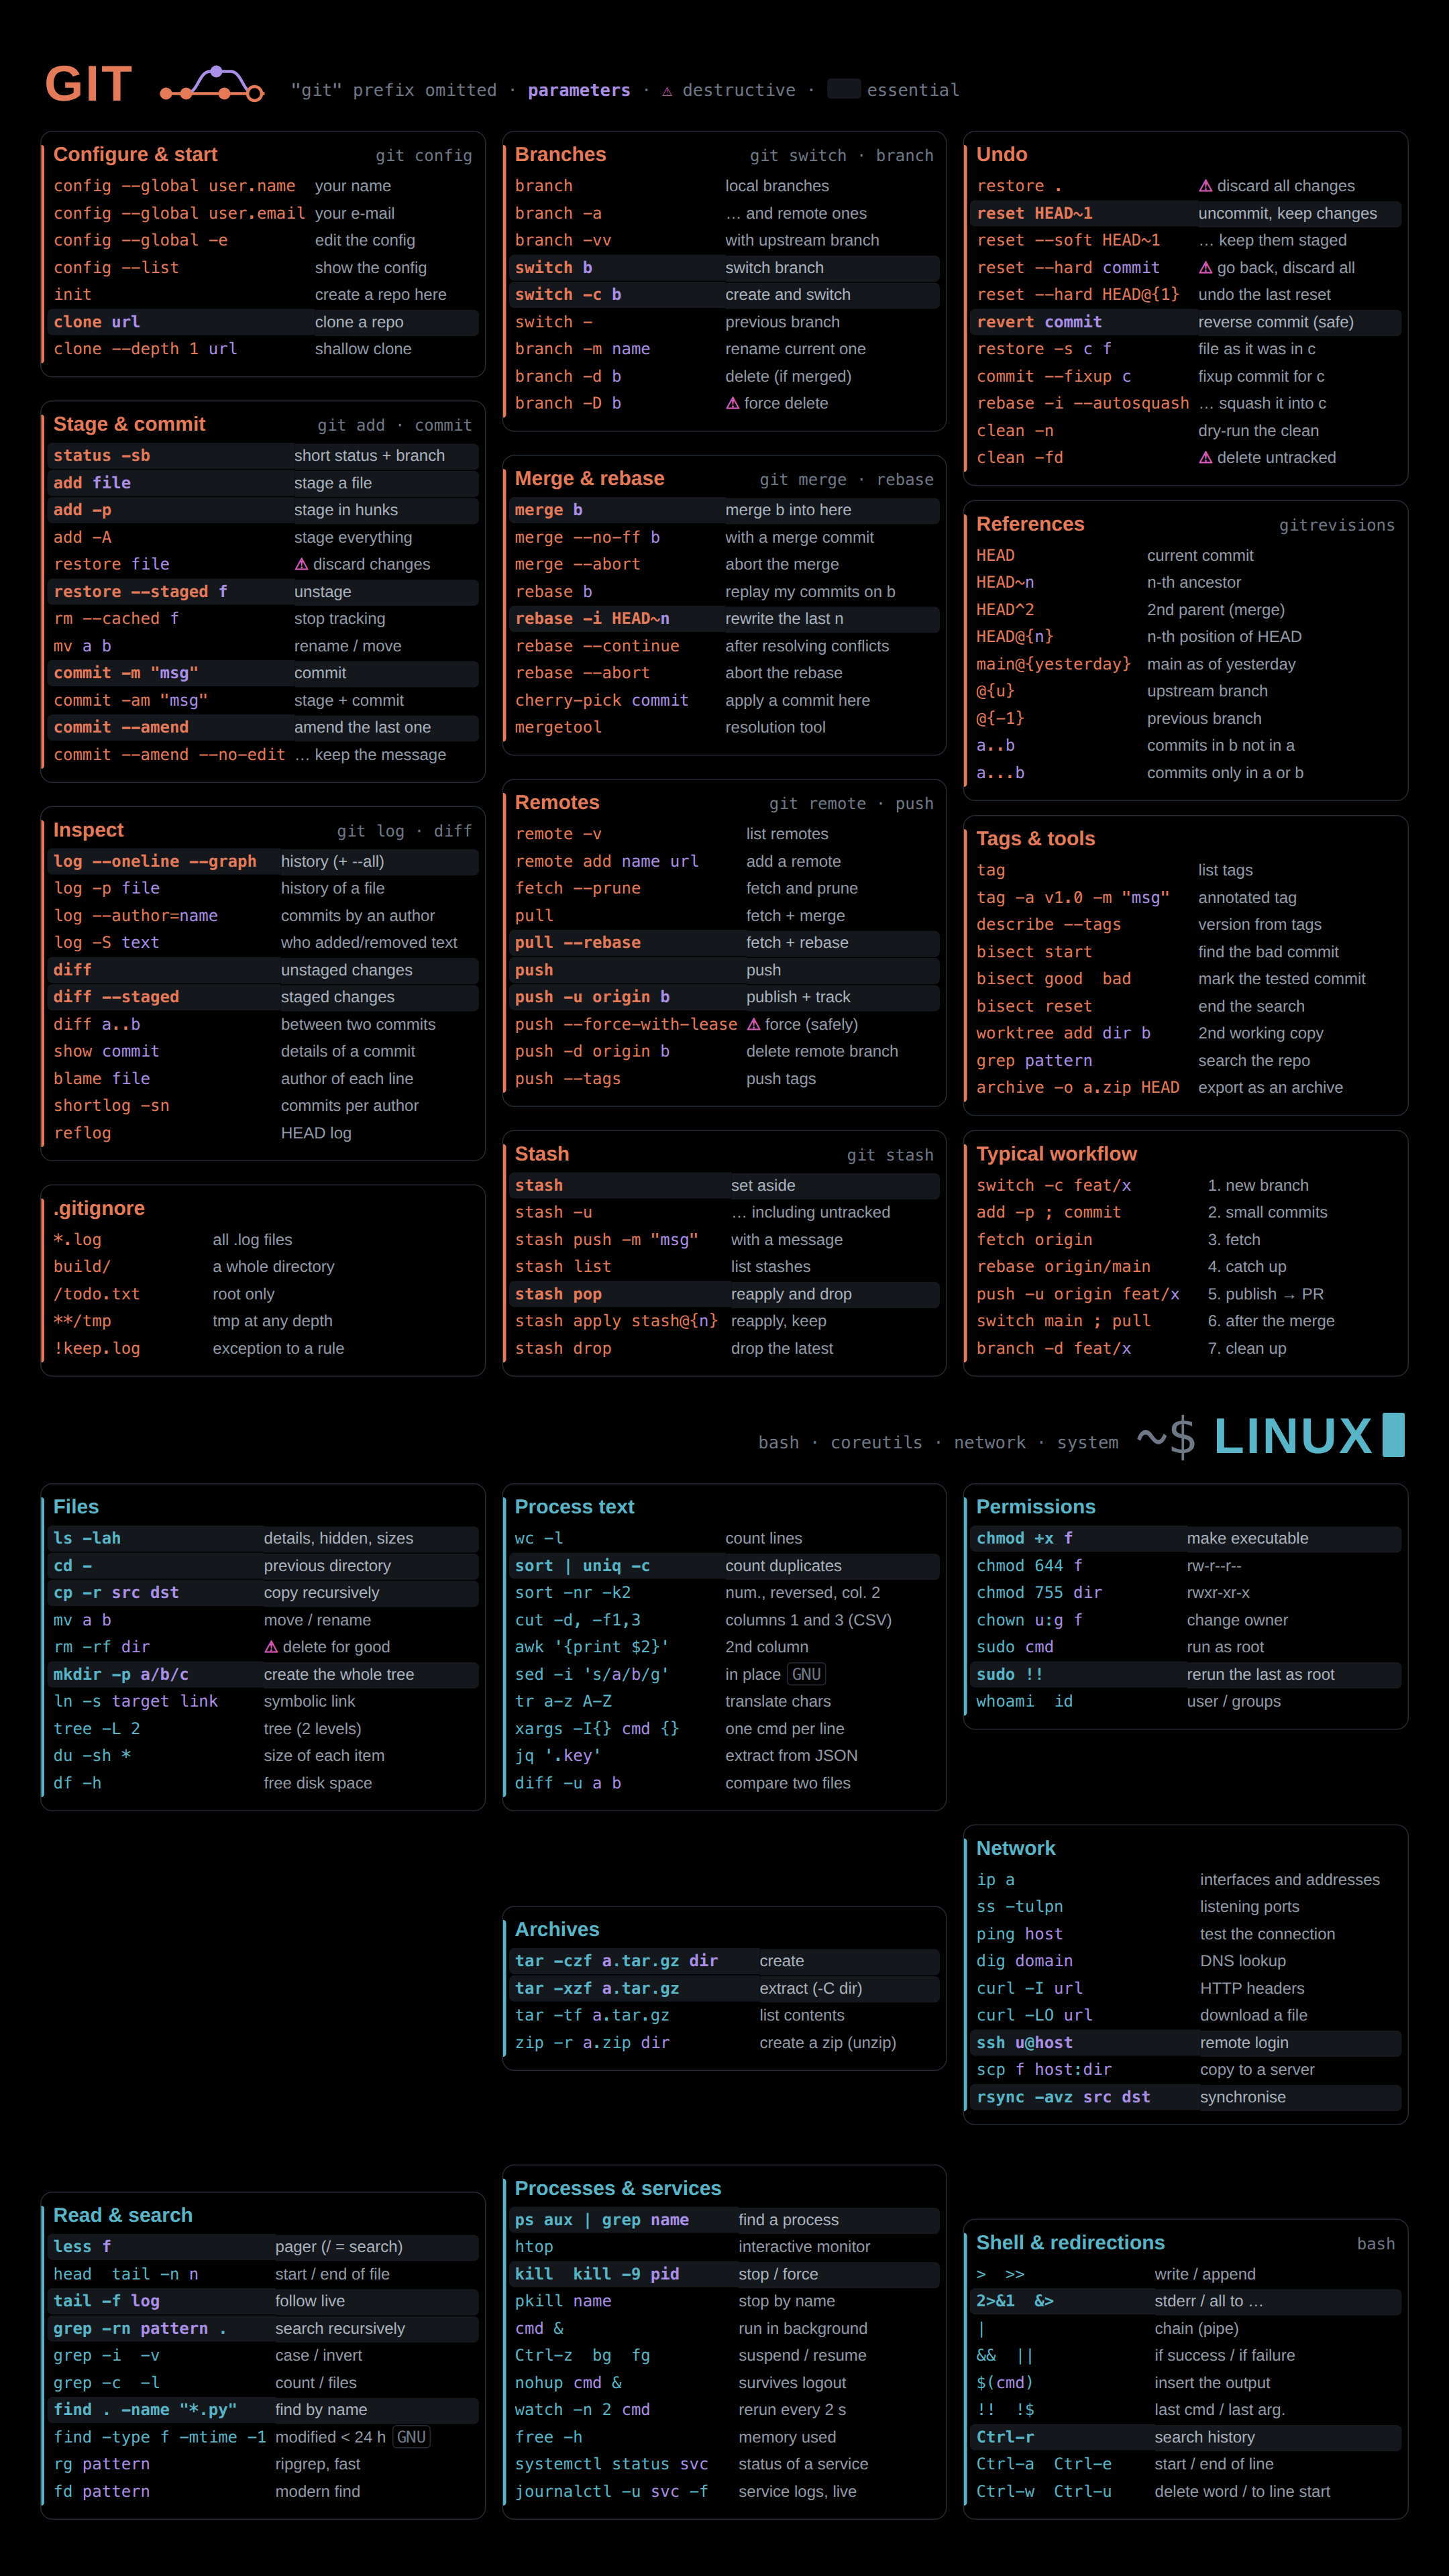 GIT "git" prefix omitted · parameters · ⚠ destructive · essential
Configure & start git config
config --global user.name your name
config --global user.email your e-mail
config --global -e edit the config
config --list show the config
init create a repo here
clone url clone a repo
clone --depth 1 url shallow clone
Stage & commit git add · commit
status -sb short status + branch
add file stage a file
add -p stage in hunks
add -A stage everything
restore file ⚠ discard changes
restore --staged f unstage
rm --cached f stop tracking
mv a b rename / move
commit -m "msg" commit
commit -am "msg" stage + commit
commit --amend amend the last one
commit --amend --no-edit … keep the message
Inspect git log · diff
log --oneline --graph history (+ --all)
log -p file history of a file
log --author=name commits by an author
log -S text who added/removed text
diff unstaged changes
diff --staged staged changes
diff a..b between two commits
show commit details of a commit
blame file author of each line
shortlog -sn commits per author
reflog HEAD log
.gitignore
*.log all .log files
build/ a whole directory
/todo.txt root only
**/tmp tmp at any depth
!keep.log exception to a rule
Branches git switch · branch
branch local branches
branch -a … and remote ones
branch -vv with upstream branch
switch b switch branch
switch -c b create and switch
switch - previous branch
branch -m name rename current one
branch -d b delete (if merged)
branch -D b ⚠ force delete
Merge & rebase git merge · rebase
merge b merge b into here
merge --no-ff b with a merge commit
merge --abort abort the merge
rebase b replay my commits on b
rebase -i HEAD~n rewrite the last n
rebase --continue after resolving conflicts
rebase --abort abort the rebase
cherry-pick commit apply a commit here
mergetool resolution tool
Remotes git remote · push
remote -v list remotes
remote add name url add a remote
fetch --prune fetch and prune
pull fetch + merge
pull --rebase fetch + rebase
push push
push -u origin b publish + track
push --force-with-lease ⚠ force (safely)
push -d origin b delete remote branch
push --tags push tags
Stash git stash
stash set aside
stash -u … including untracked
stash push -m "msg" with a message
stash list list stashes
stash pop reapply and drop
stash apply stash@{n} reapply, keep
stash drop drop the latest
Undo
restore . ⚠ discard all changes
reset HEAD~1 uncommit, keep changes
reset --soft HEAD~1 … keep them staged
reset --hard commit ⚠ go back, discard all
reset --hard HEAD@{1} undo the last reset
revert commit reverse commit (safe)
restore -s c f file as it was in c
commit --fixup c fixup commit for c
rebase -i --autosquash … squash it into c
clean -n dry-run the clean
clean -fd ⚠ delete untracked
References gitrevisions
HEAD current commit
HEAD~n n-th ancestor
HEAD^2 2nd parent (merge)
HEAD@{n} n-th position of HEAD
main@{yesterday} main as of yesterday
@{u} upstream branch
@{-1} previous branch
a..b commits in b not in a
a...b commits only in a or b
Tags & tools
tag list tags
tag -a v1.0 -m "msg" annotated tag
describe --tags version from tags
bisect start find the bad commit
bisect good bad mark the tested commit
bisect reset end the search
worktree add dir b 2nd working copy
grep pattern search the repo
archive -o a.zip HEAD export as an archive
Typical workflow
switch -c feat/x 1. new branch
add -p ; commit 2. small commits
fetch origin 3. fetch
rebase origin/main 4. catch up
push -u origin feat/x 5. publish → PR
switch main ; pull 6. after the merge
branch -d feat/x 7. clean up
bash · coreutils · network · system ~$ LINUX
Files
ls -lah details, hidden, sizes
cd - previous directory
cp -r src dst copy recursively
mv a b move / rename
rm -rf dir ⚠ delete for good
mkdir -p a/b/c create the whole tree
ln -s target link symbolic link
tree -L 2 tree (2 levels)
du -sh * size of each item
df -h free disk space
Read & search
less f pager (/ = search)
head tail -n n start / end of file
tail -f log follow live
grep -rn pattern . search recursively
grep -i -v case / invert
grep -c -l count / files
find . -name "*.py" find by name
find -type f -mtime -1 modified < 24 h GNU
rg pattern ripgrep, fast
fd pattern modern find
Process text
wc -l count lines
sort | uniq -c count duplicates
sort -nr -k2 num., reversed, col. 2
cut -d, -f1,3 columns 1 and 3 (CSV)
awk '{print $2}' 2nd column
sed -i 's/a/b/g' in place GNU
tr a-z A-Z translate chars
xargs -I{} cmd {} one cmd per line
jq '.key' extract from JSON
diff -u a b compare two files
Archives
tar -czf a.tar.gz dir create
tar -xzf a.tar.gz extract (-C dir)
tar -tf a.tar.gz list contents
zip -r a.zip dir create a zip (unzip)
Processes & services
ps aux | grep name find a process
htop interactive monitor
kill kill -9 pid stop / force
pkill name stop by name
cmd & run in background
Ctrl-z bg fg suspend / resume
nohup cmd & survives logout
watch -n 2 cmd rerun every 2 s
free -h memory used
systemctl status svc status of a service
journalctl -u svc -f service logs, live
Permissions
chmod +x f make executable
chmod 644 f rw-r--r--
chmod 755 dir rwxr-xr-x
chown u:g f change owner
sudo cmd run as root
sudo !! rerun the last as root
whoami id user / groups
Network
ip a interfaces and addresses
ss -tulpn listening ports
ping host test the connection
dig domain DNS lookup
curl -I url HTTP headers
curl -LO url download a file
ssh u@host remote login
scp f host:dir copy to a server
rsync -avz src dst synchronise
Shell & redirections bash
> >> write / append
2>&1 &> stderr / all to …
| chain (pipe)
&& || if success / if failure
$(cmd) insert the output
!! !$ last cmd / last arg.
Ctrl-r search history
Ctrl-a Ctrl-e start / end of line
Ctrl-w Ctrl-u delete word / to line start